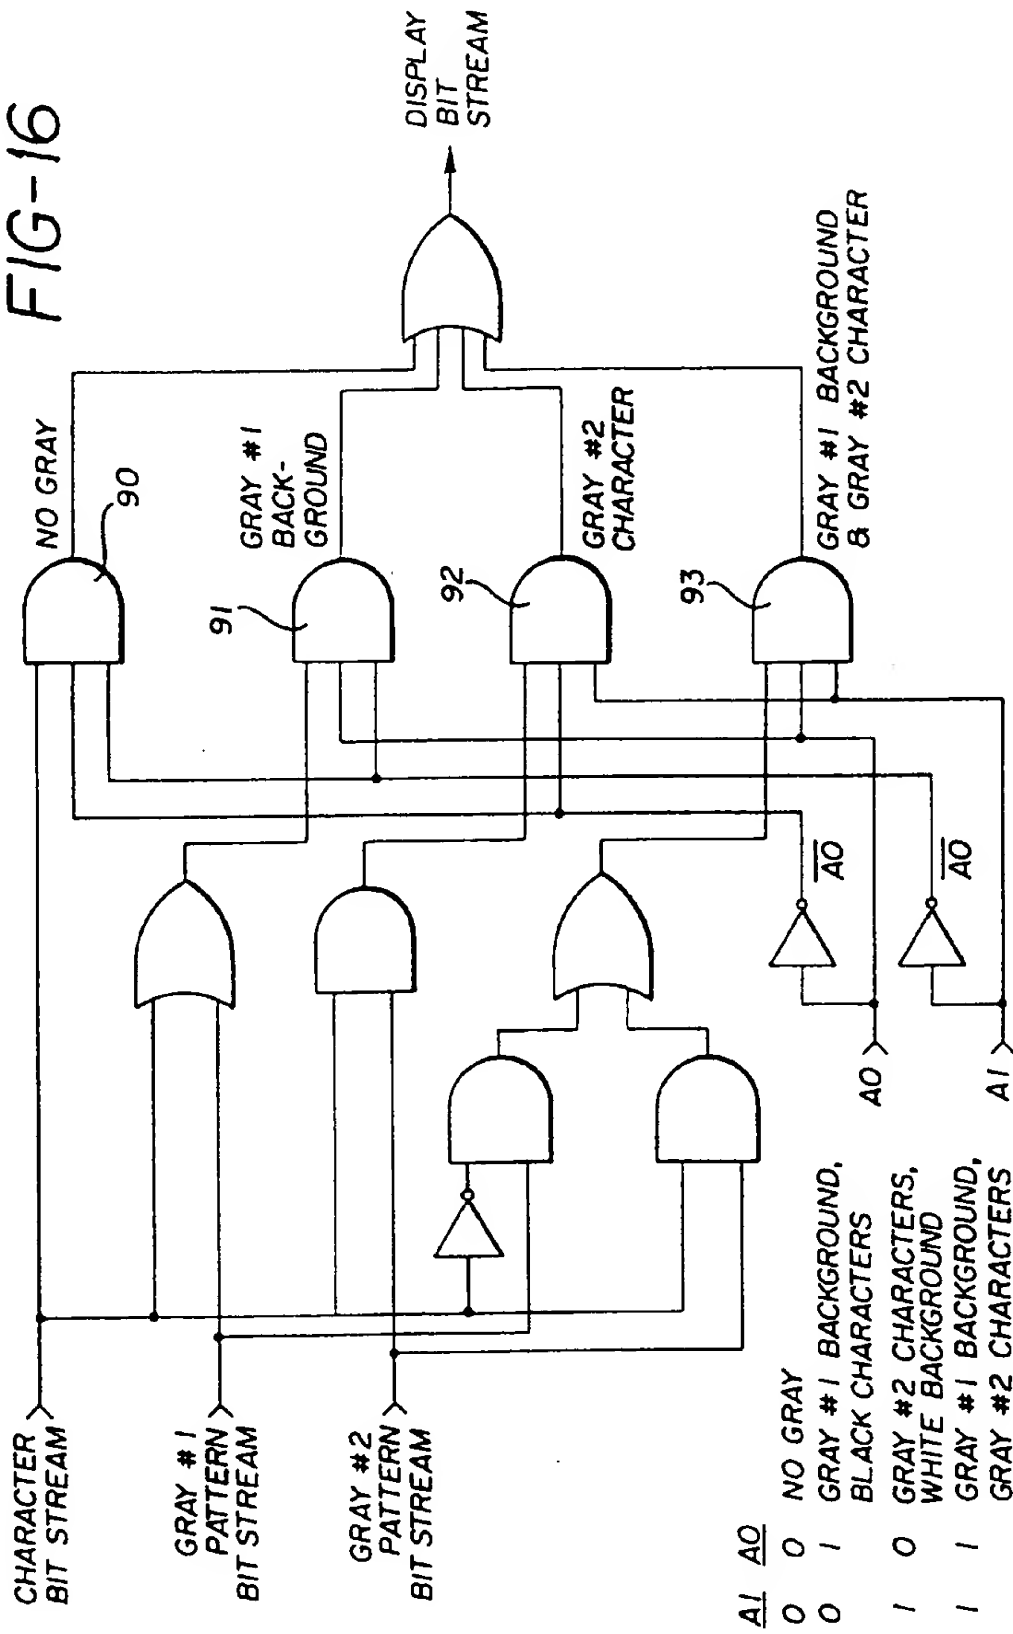 FIG-16
CHARACTER
BIT STREAM
GRAY #1
PATTERN
BIT STREAM
GRAY #2
PATTERN
BIT STREAM
NO GRAY
90
GRAY #1
BACK-
GROUND
91
GRAY #2
CHARACTER
92
GRAY #1 BACKGROUND
& GRAY #2 CHARACTER
93
DISPLAY
BIT
STREAM
A0
A0
A0
A1
A1 A0
0 0 NO GRAY
0 1 GRAY #1 BACKGROUND,
BLACK CHARACTERS
1 0 GRAY #2 CHARACTERS,
WHITE BACKGROUND
1 1 GRAY #1 BACKGROUND,
GRAY #2 CHARACTERS